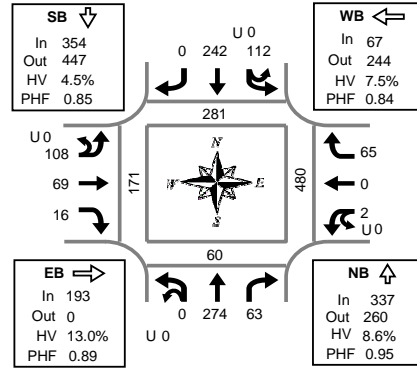 SB
In 354
Out 447
HV 4.5%
PHF 0.85
U 0
0 242 112
WB
In 67
Out 244
HV 7.5%
PHF 0.84
281
U 0
108
69
16
171
N
W E
S
480
65
0
2
U 0
60
EB
In 193
Out 0
HV 13.0%
PHF 0.89
U 0
0 274 63
NB
In 337
Out 260
HV 8.6%
PHF 0.95